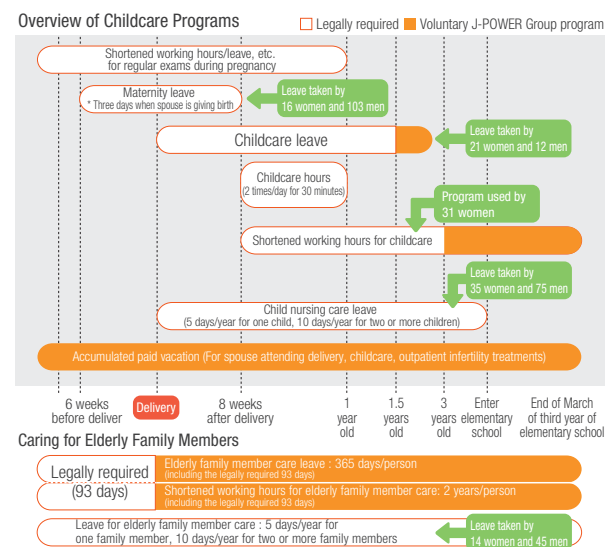 Overview of Childcare Programs
Legally required
Voluntary J-POWER Group program
Shortened working hours/leave, etc.
for regular exams during pregnancy
Maternity leave
* Three days when spouse is giving birth
Leave taken by
16 women and 103 men
Childcare leave
Leave taken by
21 women and 12 men
Childcare hours
(2 times/day for 30 minutes)
Program used by
31 women
Shortened working hours for childcare
Leave taken by
35 women and 75 men
Child nursing care leave
(5 days/year for one child, 10 days/year for two or more children)
Accumulated paid vacation (For spouse attending delivery, childcare, outpatient infertility treatments)
6 weeks
before deliver
Delivery
8 weeks
after delivery
1
year
old
1.5
years
old
3
years
old
Enter
elementary
school
End of March
of third year of
elementary school
Caring for Elderly Family Members
Legally required
(93 days)
Elderly family member care leave : 365 days/person
(including the legally required 93 days)
Shortened working hours for elderly family member care: 2 years/person
(including the legally required 93 days)
Leave for elderly family member care : 5 days/year for
one family member, 10 days/year for two or more family members
Leave taken by
14 women and 45 men